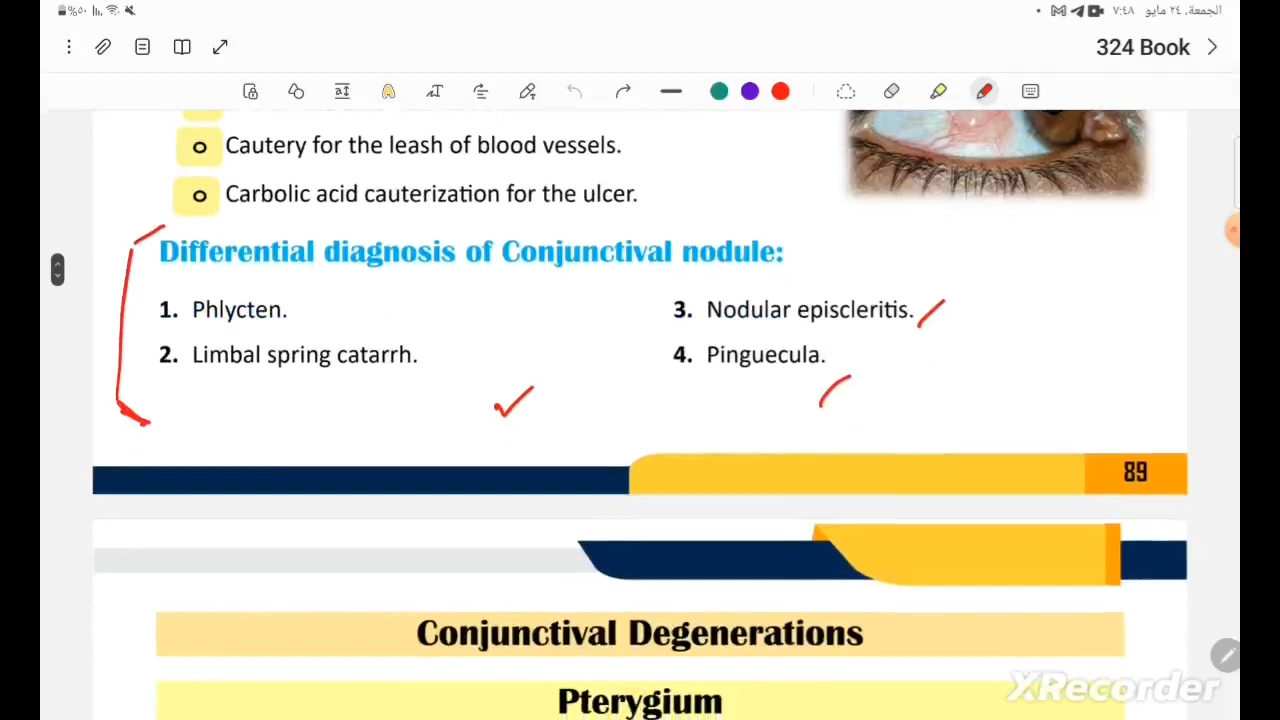 ٪٥٠
الجمعة، ٢٤ مايو ٧:٤٨
324 Book
Cautery for the leash of blood vessels.
Carbolic acid cauterization for the ulcer.
Differential diagnosis of Conjunctival nodule:
1. Phlycten.
2. Limbal spring catarrh.
3. Nodular episcleritis.
4. Pinguecula.
89
Conjunctival Degenerations
Pterygium
XRecorder